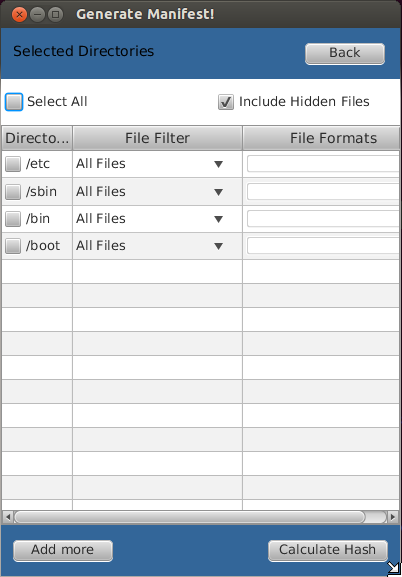 Generate Manifest!
Selected Directories
Back
Select All
Include Hidden Files
Directo... File Filter File Formats
/etc All Files
/sbin All Files
/bin All Files
/boot All Files
Add more
Calculate Hash